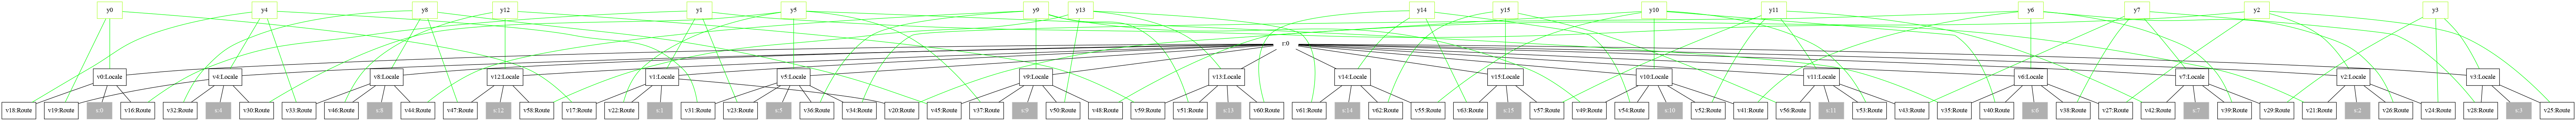 y0 y4 y8 y12 y1 y5 y9 y13 y14 y15 y10 y11 y6 y7 y2 y3
r:0
v0:Locale v4:Locale v8:Locale v12:Locale v1:Locale v5:Locale v9:Locale v13:Locale v14:Locale v15:Locale v10:Locale v11:Locale v6:Locale v7:Locale v2:Locale v3:Locale
v18:Route v19:Route s:0 v16:Route v32:Route s:4 v30:Route v33:Route v46:Route s:8 v44:Route v47:Route s:12 v58:Route v17:Route v22:Route s:1 v31:Route v23:Route s:5 v36:Route v34:Route v20:Route v45:Route v37:Route s:9 v50:Route v48:Route v59:Route v51:Route s:13 v60:Route v61:Route s:14 v62:Route v55:Route v63:Route s:15 v57:Route v49:Route v54:Route s:10 v52:Route v41:Route v56:Route s:11 v53:Route v43:Route v35:Route v40:Route s:6 v38:Route v27:Route v42:Route s:7 v39:Route v29:Route v21:Route s:2 v26:Route v24:Route v28:Route s:3 v25:Route